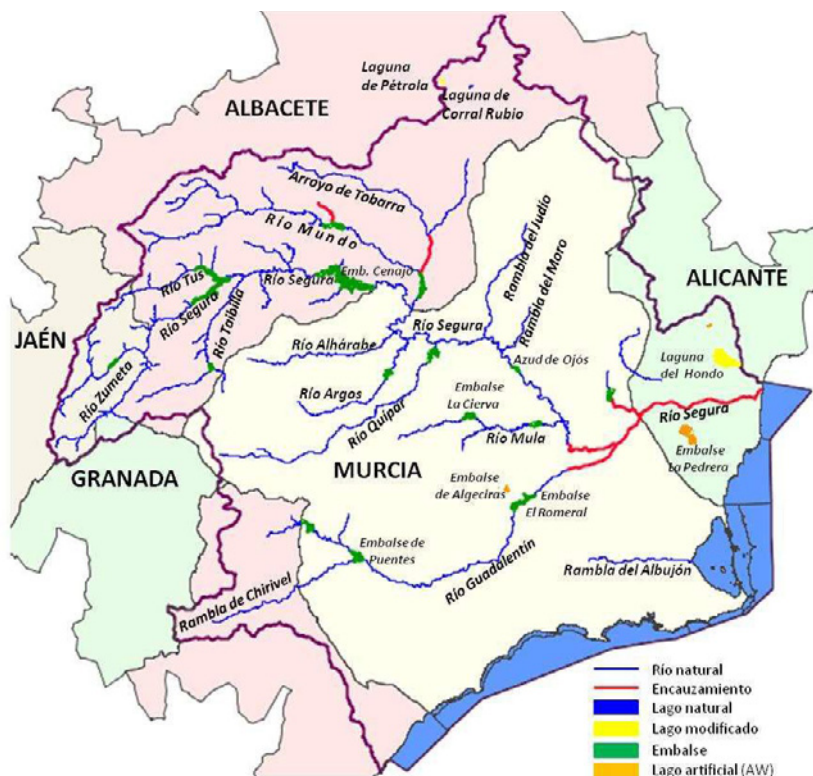 Laguna
de Pétrola
Laguna de
Corral Rubio
ALBACETE
Arroyo de Tobarra
Río Mundo
Rambla del Judío
Rambla del Moro
ALICANTE
Río Tus
Río Segura
Emb. Cenajo
Río Segura
Río Taibilla
JAÉN
Río Segura
Río Alhárabe
Río Zumeta
Azud de Ojós
Laguna
del Hondo
Río Argos
Río Quípar
Embalse
La Cierva
Río Mula
Río Segura
Embalse
La Pedrera
GRANADA
MURCIA
Embalse
de Algeciras
Embalse
El Romeral
Embalse de
Puentes
Río Guadalentín
Rambla del Albujón
Rambla de Chirivel
Río natural
Encauzamiento
Lago natural
Lago modificado
Embalse
Lago artificial (AW)